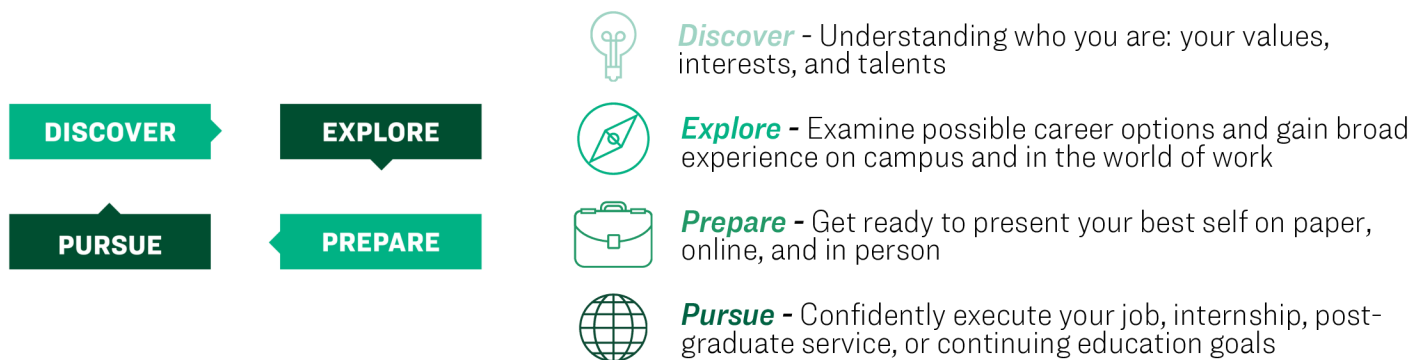 DISCOVER
EXPLORE
PURSUE
PREPARE
Discover - Understanding who you are: your values,
interests, and talents
Explore - Examine possible career options and gain broad
experience on campus and in the world of work
Prepare - Get ready to present your best self on paper,
online, and in person
Pursue - Confidently execute your job, internship, post-
graduate service, or continuing education goals